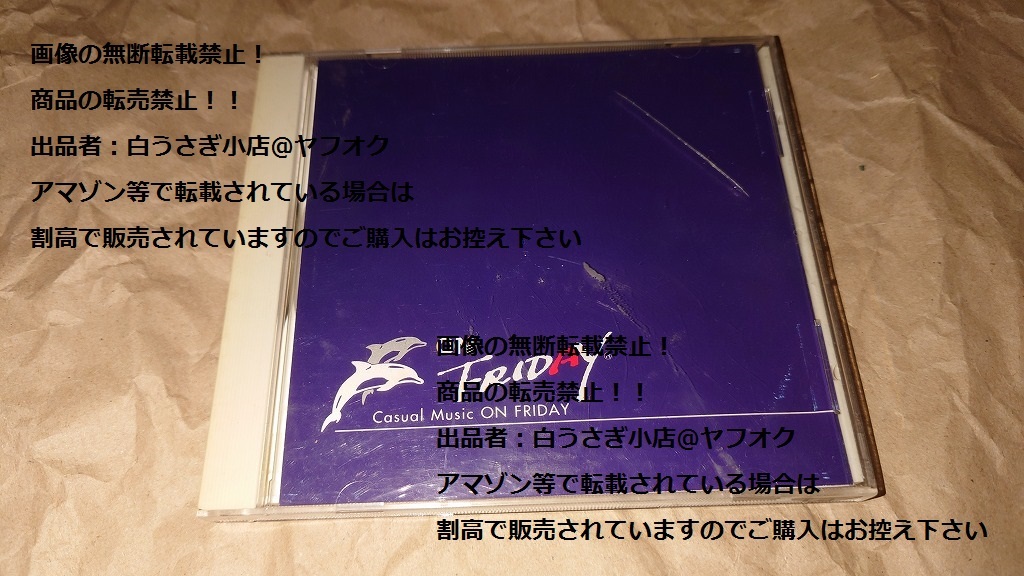 画像の無断転載禁止！
商品の転売禁止！！
出品者：白うさぎ小店@ヤフオク
アマゾン等で転載されている場合は
割高で販売されていますのでご購入はお控え下さい
FRIDAY
Casual Music ON FRIDAY
画像の無断転載禁止！
商品の転売禁止！！
出品者：白うさぎ小店@ヤフオク
アマゾン等で転載されている場合は
割高で販売されていますのでご購入はお控え下さい